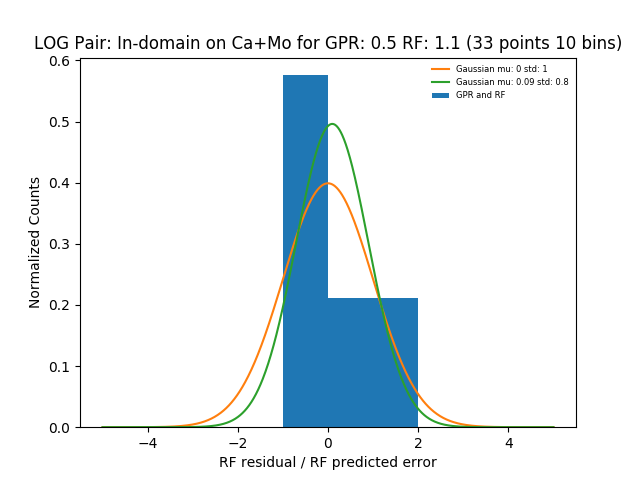 LOG Pair: In-domain on Ca+Mo for GPR: 0.5 RF: 1.1 (33 points 10 bins)
Gaussian mu: 0 std: 1
Gaussian mu: 0.09 std: 0.8
GPR and RF
Normalized Counts
0.6
0.5
0.4
0.3
0.2
0.1
0.0
−4 −2 0 2 4
RF residual / RF predicted error